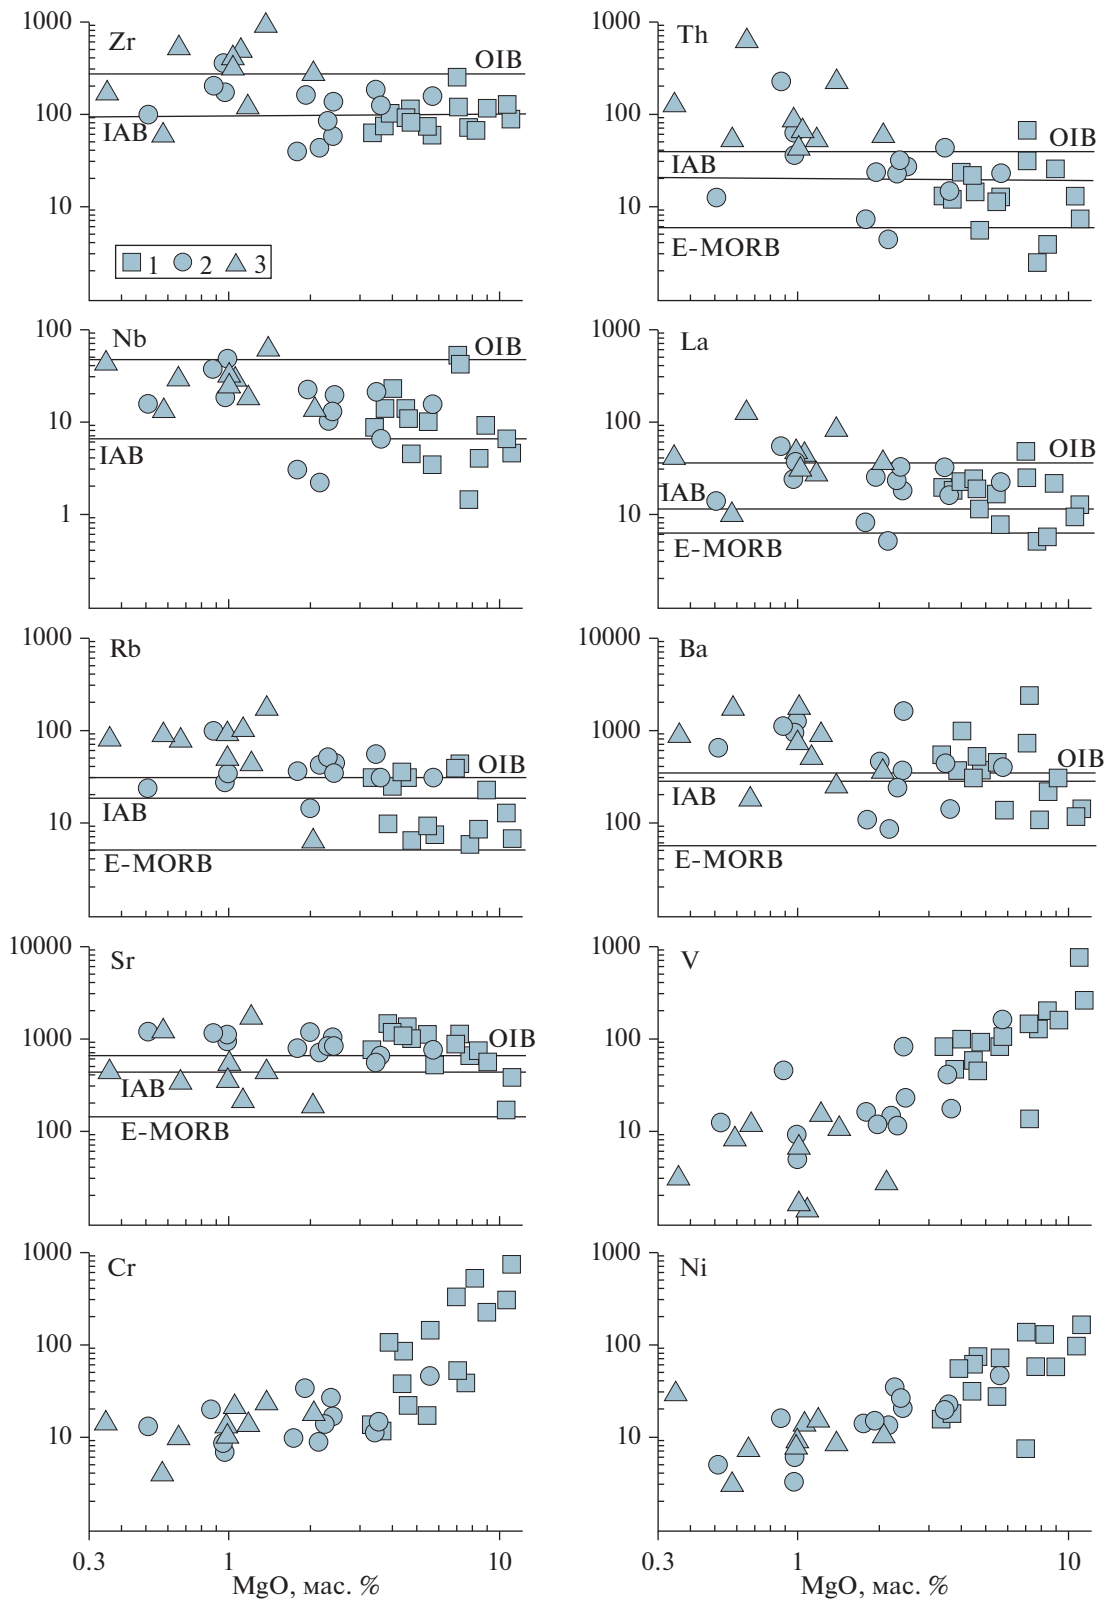 1000
Zr
OIB
100
IAB
10
1 2 3
1000
Th
100
OIB
IAB
10
E-MORB
100
Nb
OIB
10
IAB
1
1000
La
100
OIB
IAB
10
E-MORB
1000
Rb
100
OIB
IAB
10
E-MORB
10000
Ba
1000
OIB
IAB
100
E-MORB
10000
Sr
1000
OIB
IAB
100
E-MORB
1000
V
100
10
1000
Cr
100
10
0.3 1 10
MgO, мас. %
1000
Ni
100
10
0.3 1 10
MgO, мас. %